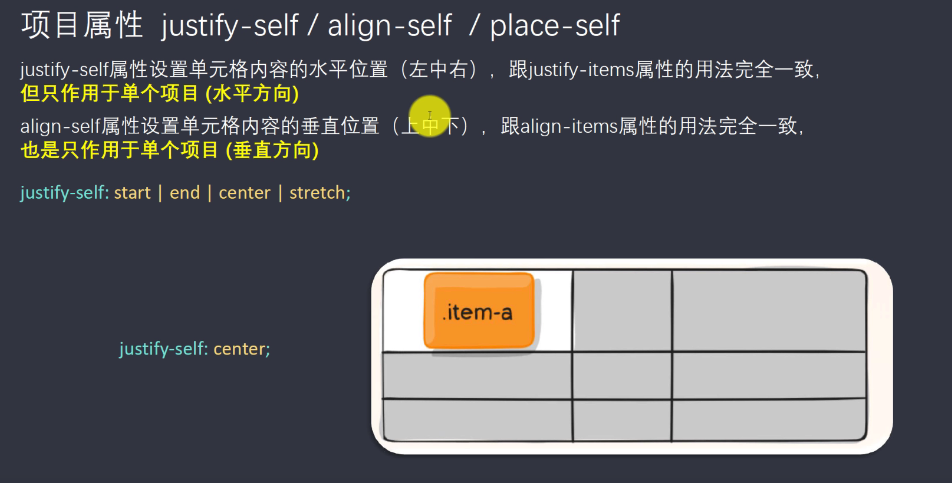 项目属性 justify-self / align-self / place-self
justify-self属性设置单元格内容的水平位置（左中右），跟justify-items属性的用法完全一致，
但只作用于单个项目 (水平方向)
align-self属性设置单元格内容的垂直位置（上中下），跟align-items属性的用法完全一致，
也是只作用于单个项目 (垂直方向)
justify-self: start | end | center | stretch;
.item-a
justify-self: center;